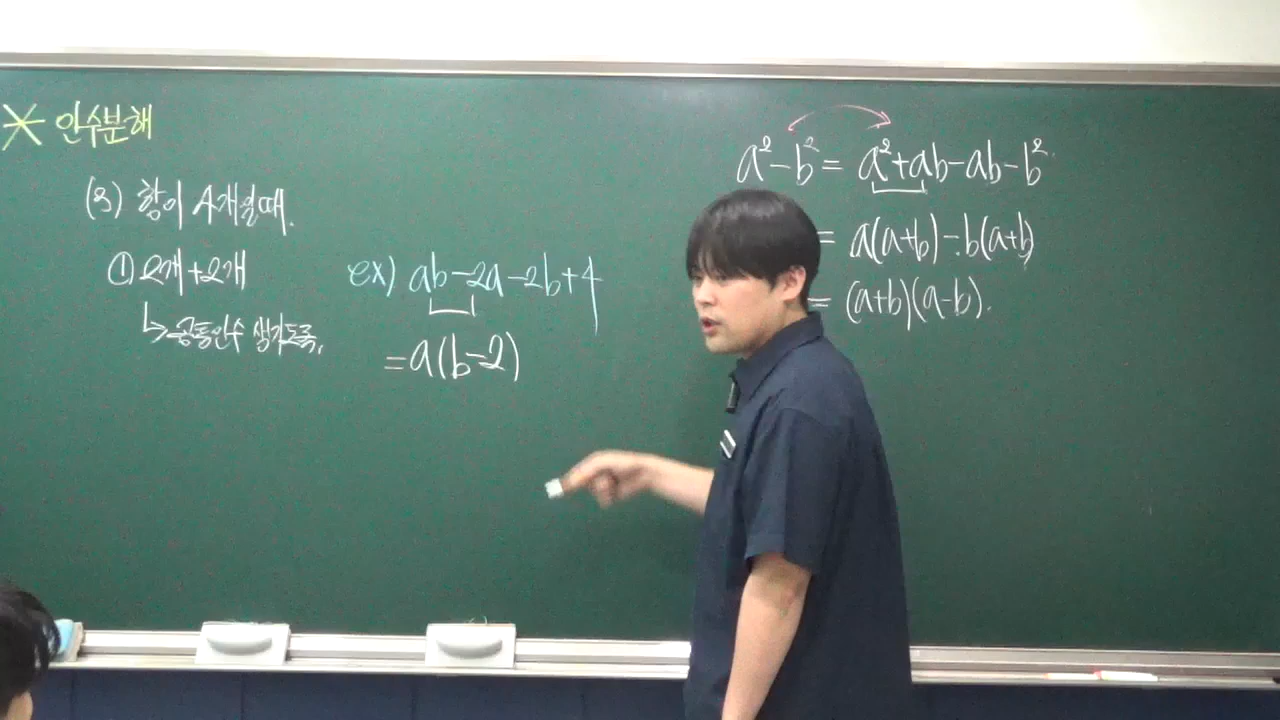 * 인수분해
(3) 항이 4개일 때.
① 2개+2개
↳ 공통인수 생기도록.
ex) ab-2a-2b+4
=a(b-2)
a²-b²= a²+ab-ab-b²
= a(a+b)-b(a+b)
= (a+b)(a-b).